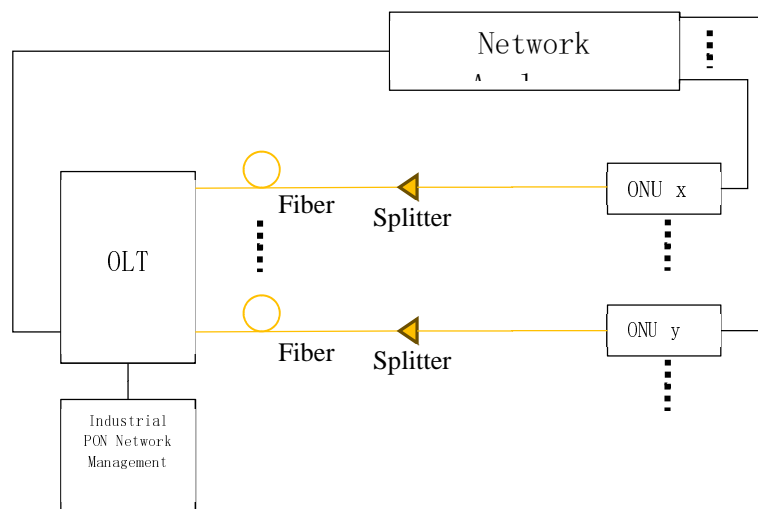 Network
ONU x
Fiber
Splitter
OLT
ONU y
Fiber
Splitter
Industrial
PON Network
Management